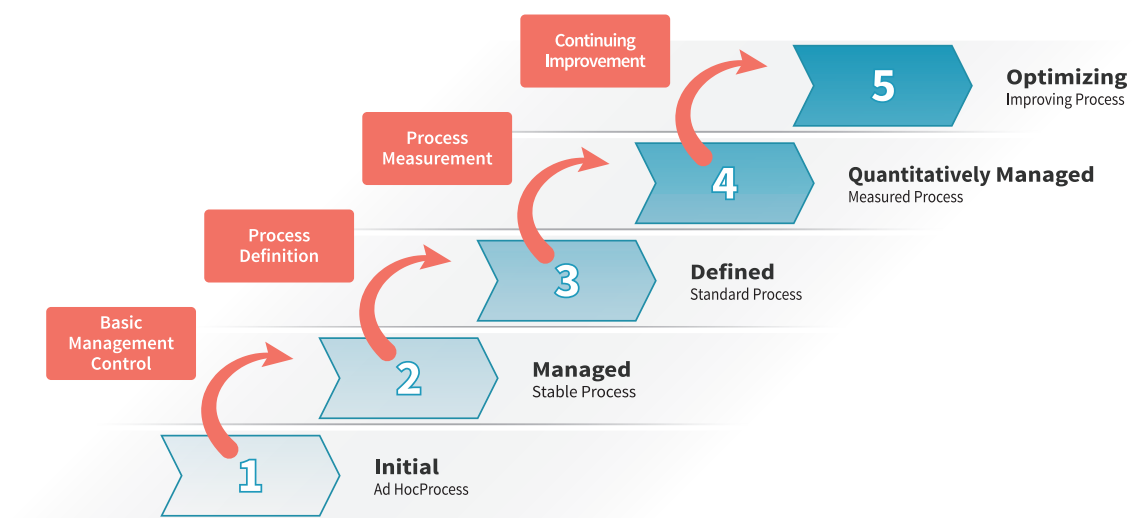 Continuing
Improvement
5
Optimizing
Improving Process
Process
Measurement
4
Quantitatively Managed
Measured Process
Process
Definition
3
Defined
Standard Process
Basic
Management
Control
2
Managed
Stable Process
1
Initial
Ad HocProcess